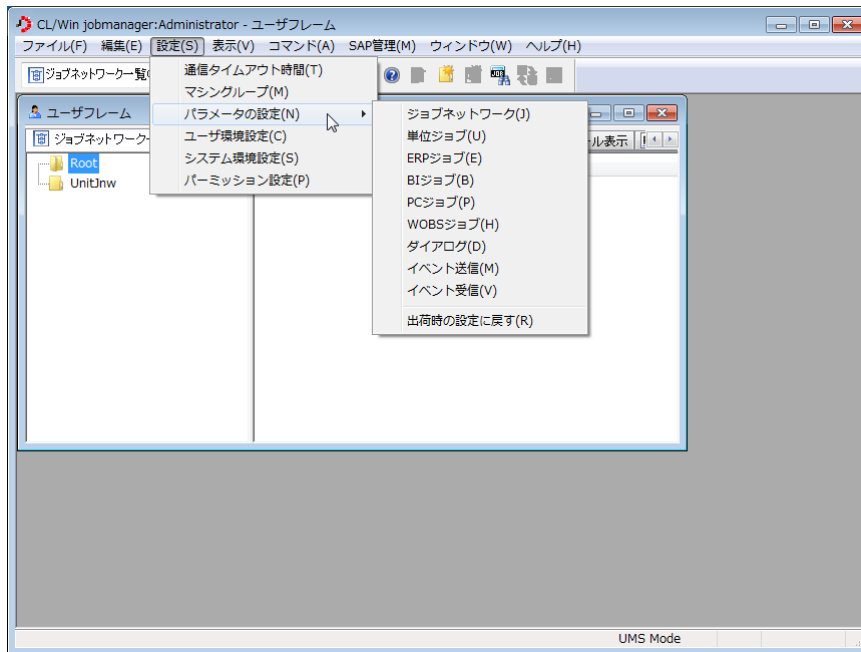 CL/Win jobmanager:Administrator - ユーザフレーム
ファイル(F) 編集(E) 設定(S) 表示(V) コマンド(A) SAP管理(M) ウィンドウ(W) ヘルプ(H)
ジョブネットワーク一覧
通信タイムアウト時間(T)
マシングループ(M)
パラメータの設定(N)
ユーザ環境設定(C)
システム環境設定(S)
パーミッション設定(P)
ジョブネットワーク(J)
単位ジョブ(U)
ERPジョブ(E)
BIジョブ(B)
PCジョブ(P)
WOBSジョブ(H)
ダイアログ(D)
イベント送信(M)
イベント受信(V)
出荷時の設定に戻す(R)
ユーザフレーム
ジョブネットワーク
ル表示
Root
UnitJnw
UMS Mode